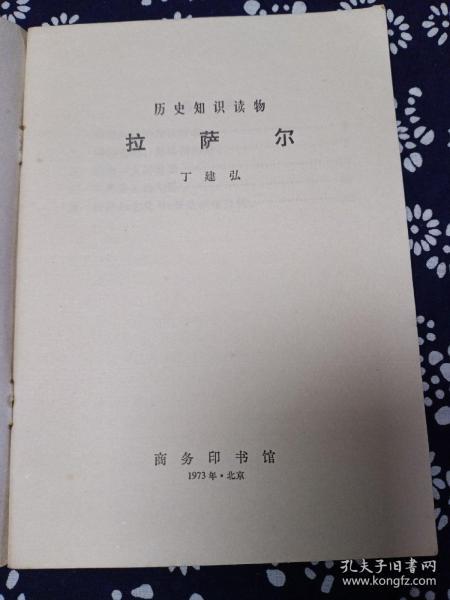 历史知识读物
拉萨尔
丁建弘
商务印书馆
1973年·北京
孔夫子旧书网
www.kongfz.com